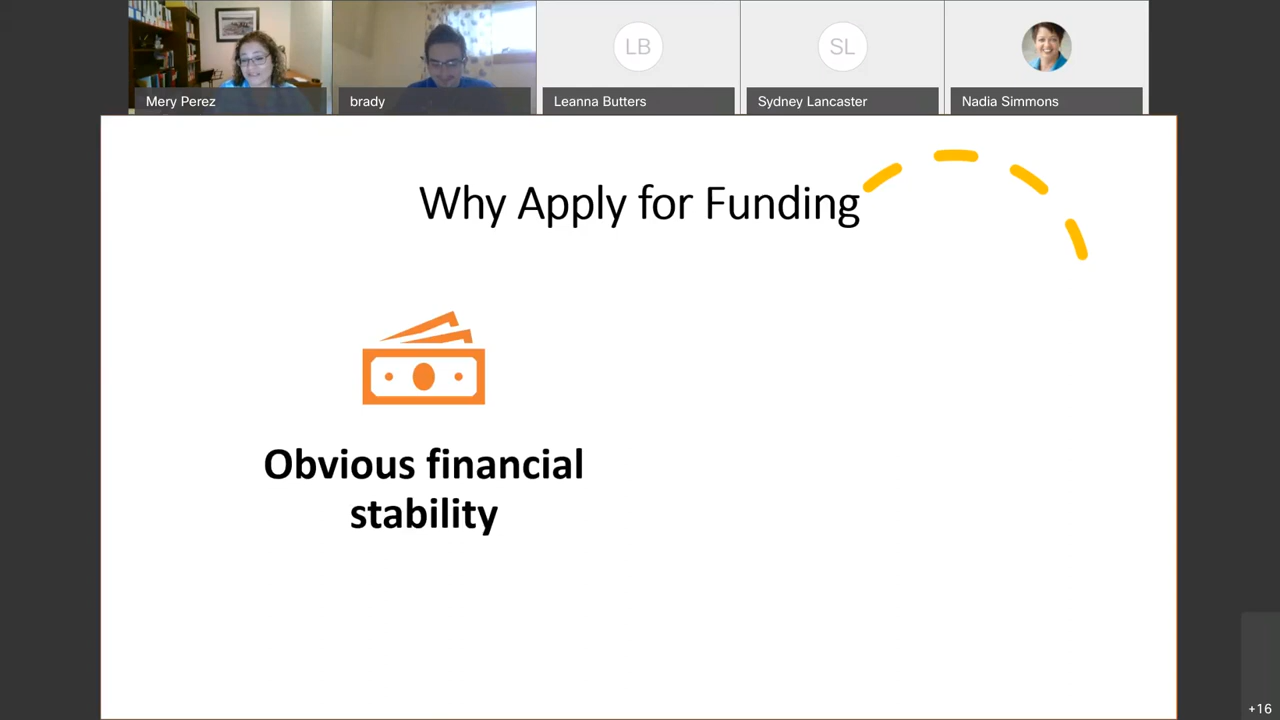 LB
SL
Mery Perez
brady
Leanna Butters
Sydney Lancaster
Nadia Simmons
Why Apply for Funding
Obvious financial
stability
+16